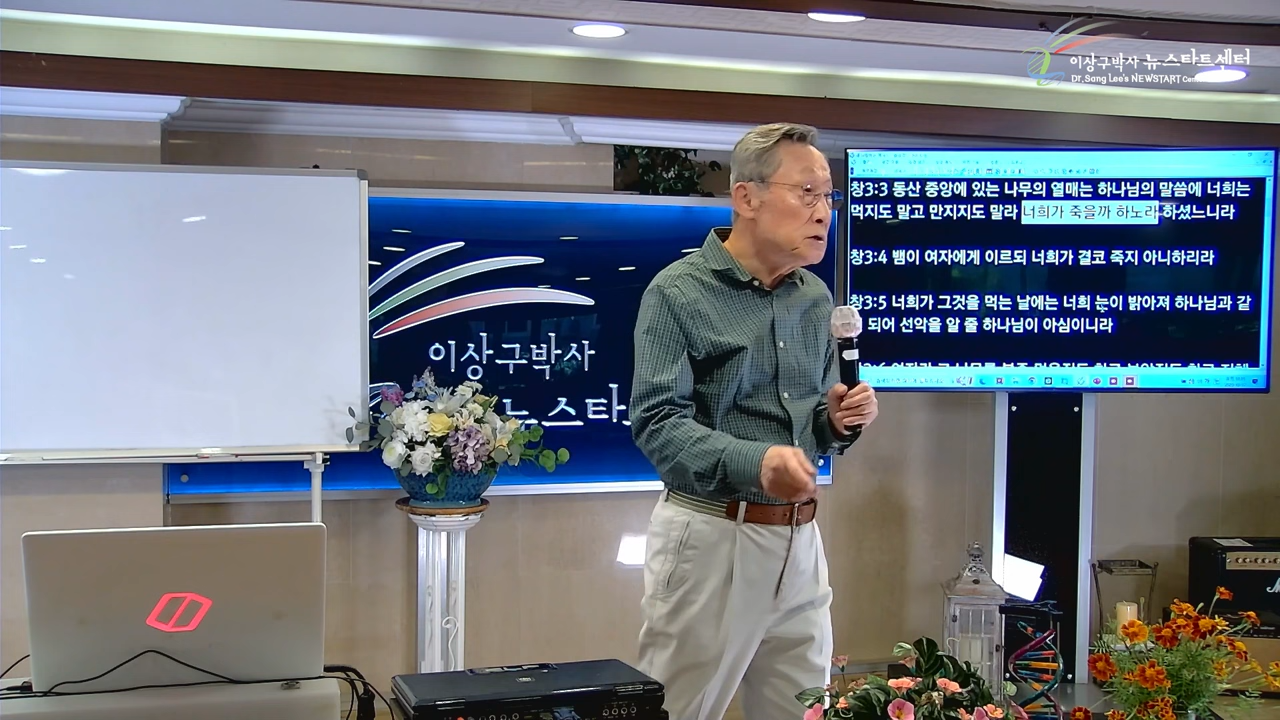 이상구박사 뉴스타트센터
Dr. Sang Lee's NEWSTART Center
창3:3 동산 중앙에 있는 나무의 열매는 하나님의 말씀에 너희는
먹지도 말고 만지지도 말라 너희가 죽을까 하노라 하셨느니라
창3:4 뱀이 여자에게 이르되 너희가 결코 죽지 아니하리라
창3:5 너희가 그것을 먹는 날에는 너희 눈이 밝아져 하나님과 같
되어 선악을 알 줄 하나님이 아심이니라
이상구박사
뉴스타